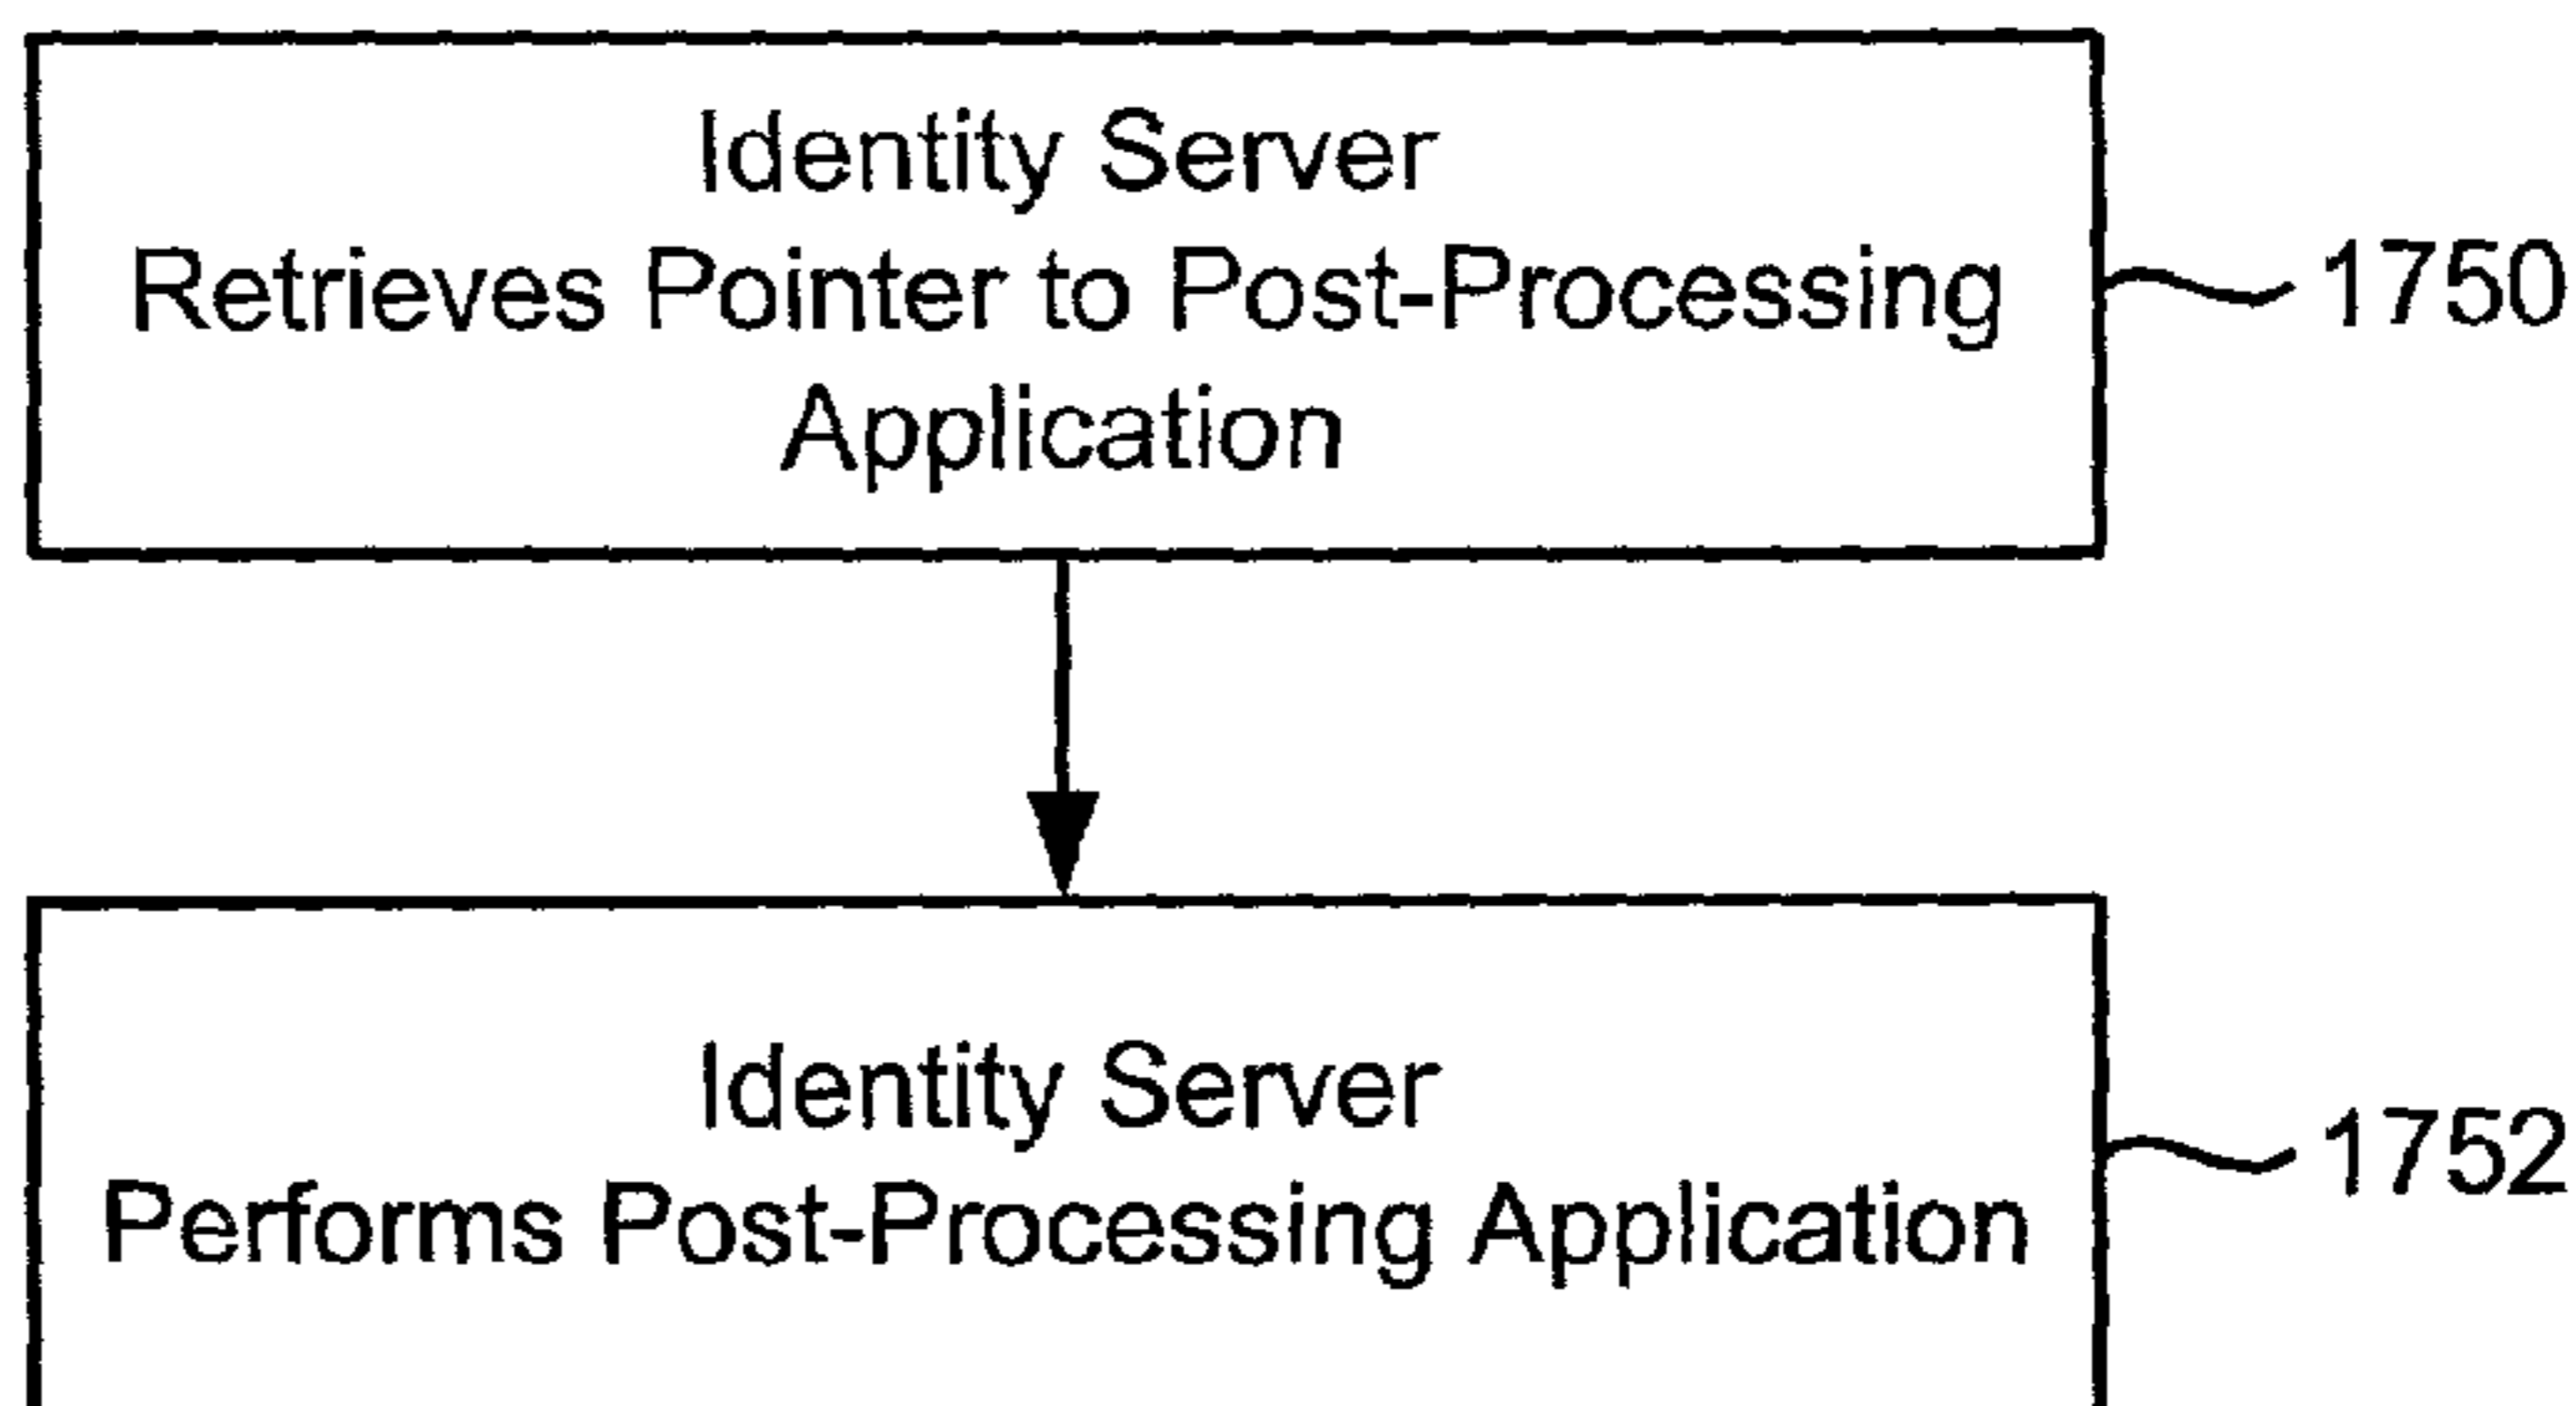 Identity Server
Retrieves Pointer to Post-Processing
Application
1750
Identity Server
Performs Post-Processing Application
1752